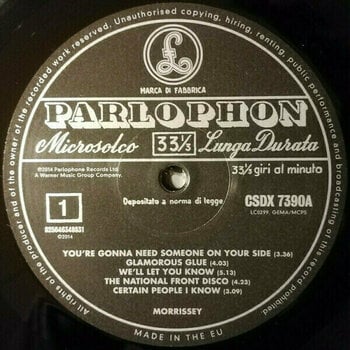 Unauthorised copying, hiring, renting, public performance and broadcasting of this record prohibited.
All rights of the producer and of the owner of the recorded work reserved.
£
MARCA DI FABBRICA
PARLOPHON
Microsolco 33⅓ Lunga Durata
℗2014 Parlophone Records Ltd
A Warner Music Group Company.
33⅓ giri al minuto
Depositato a norma di legge
CSDX 7390A
LC0299. GEMA/MCPS
1
825646348831
©2014
YOU'RE GONNA NEED SOMEONE ON YOUR SIDE (3.36)
GLAMOROUS GLUE (4.03)
WE'LL LET YOU KNOW (5.13)
THE NATIONAL FRONT DISCO (4.23)
CERTAIN PEOPLE I KNOW (3.09)
MORRISSEY
MADE IN THE EU